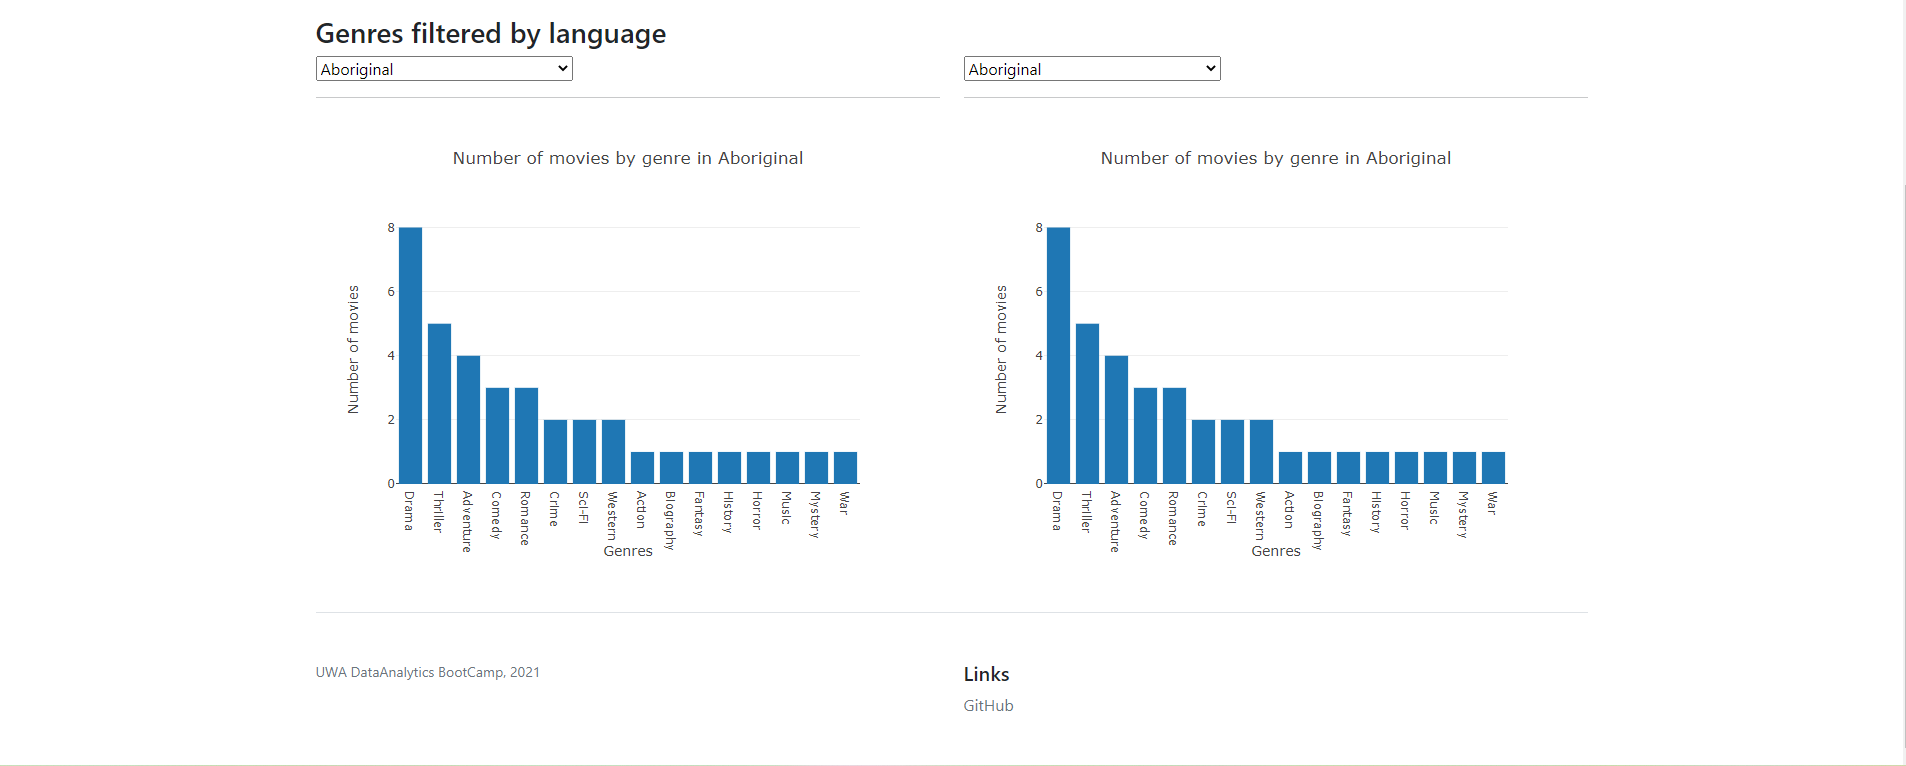 Genres filtered by language
Aboriginal
Aboriginal
Number of movies by genre in Aboriginal
8
6
4
2
0
Number of movies
Drama
Thriller
Adventure
Comedy
Romance
Crime
Sci-Fi
Western
Action
Biography
Fantasy
History
Horror
Music
Mystery
War
Genres
Number of movies by genre in Aboriginal
8
6
4
2
0
Number of movies
Drama
Thriller
Adventure
Comedy
Romance
Crime
Sci-Fi
Western
Action
Biography
Fantasy
History
Horror
Music
Mystery
War
Genres
UWA DataAnalytics BootCamp, 2021
Links
GitHub